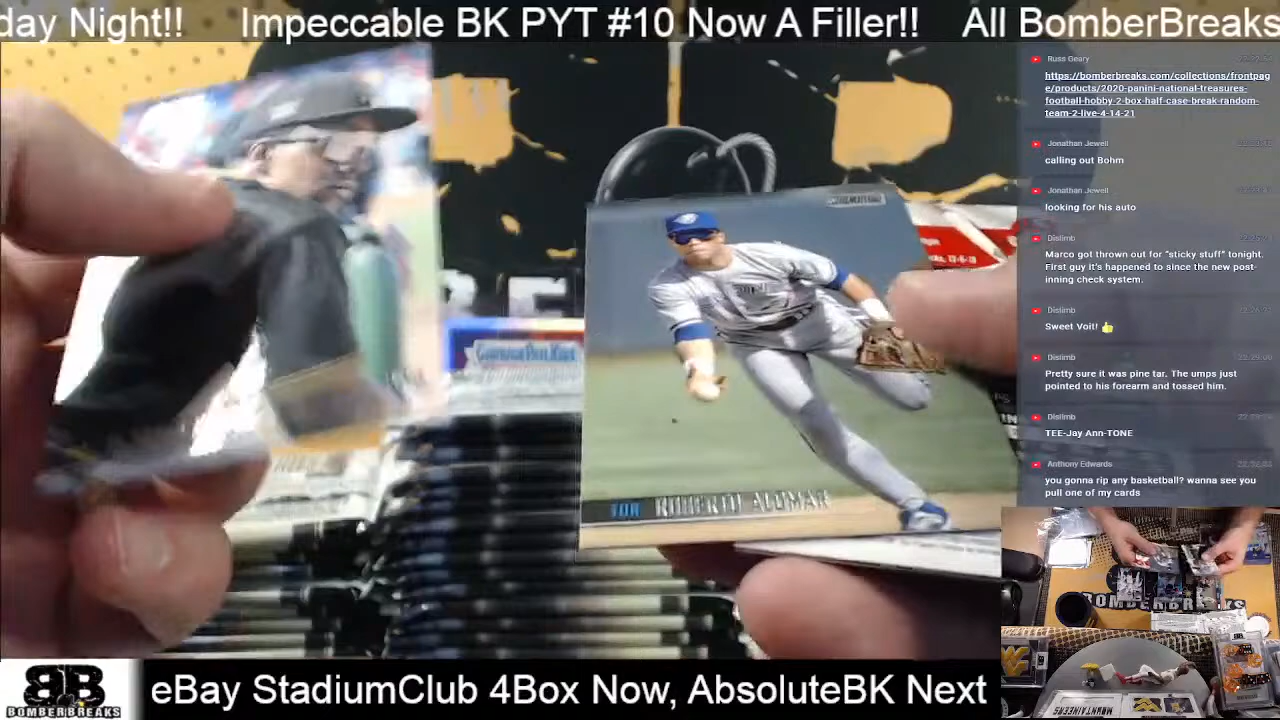 day Night!! Impeccable BK PYT #10 Now A Filler!! All BomberBreaks
Russ Geary
https://bomberbreaks.com/collections/frontpag
e/products/2020-panini-national-treasures-
football-hobby-2-box-half-case-break-random-
team-2-live-4-14-21
Jonathan Jewell
calling out Bohm
Jonathan Jewell
looking for his auto
Dislimb
Marco got thrown out for "sticky stuff" tonight.
First guy it's happened to since the new post-
inning check system.
Dislimb
Sweet Voit! 👍
Dislimb
Pretty sure it was pine tar. The umps just
pointed to his forearm and tossed him.
Dislimb
TEE-Jay Ann-TONE
Anthony Edwards
you gonna rip any basketball? wanna see you
pull one of my cards
TOR ROBERTO ALOMAR
BOMBERBREAKS
MOUNTAINEERS
BB
BOMBERBREAKS
eBay StadiumClub 4Box Now, AbsoluteBK Next